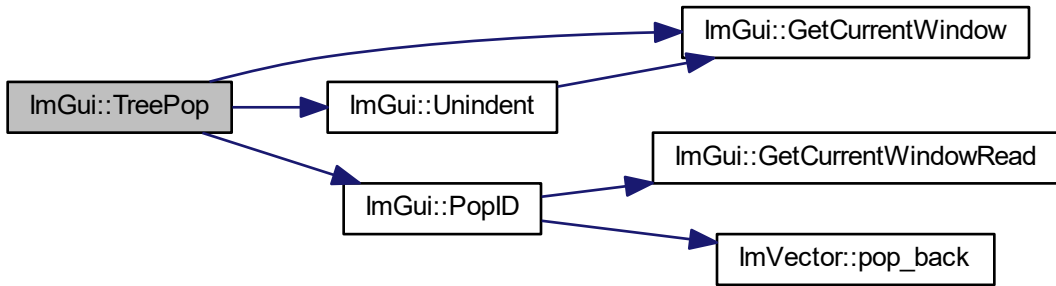 ImGui::GetCurrentWindow
ImGui::TreePop
ImGui::Unindent
ImGui::GetCurrentWindowRead
ImGui::PopID
ImVector::pop_back